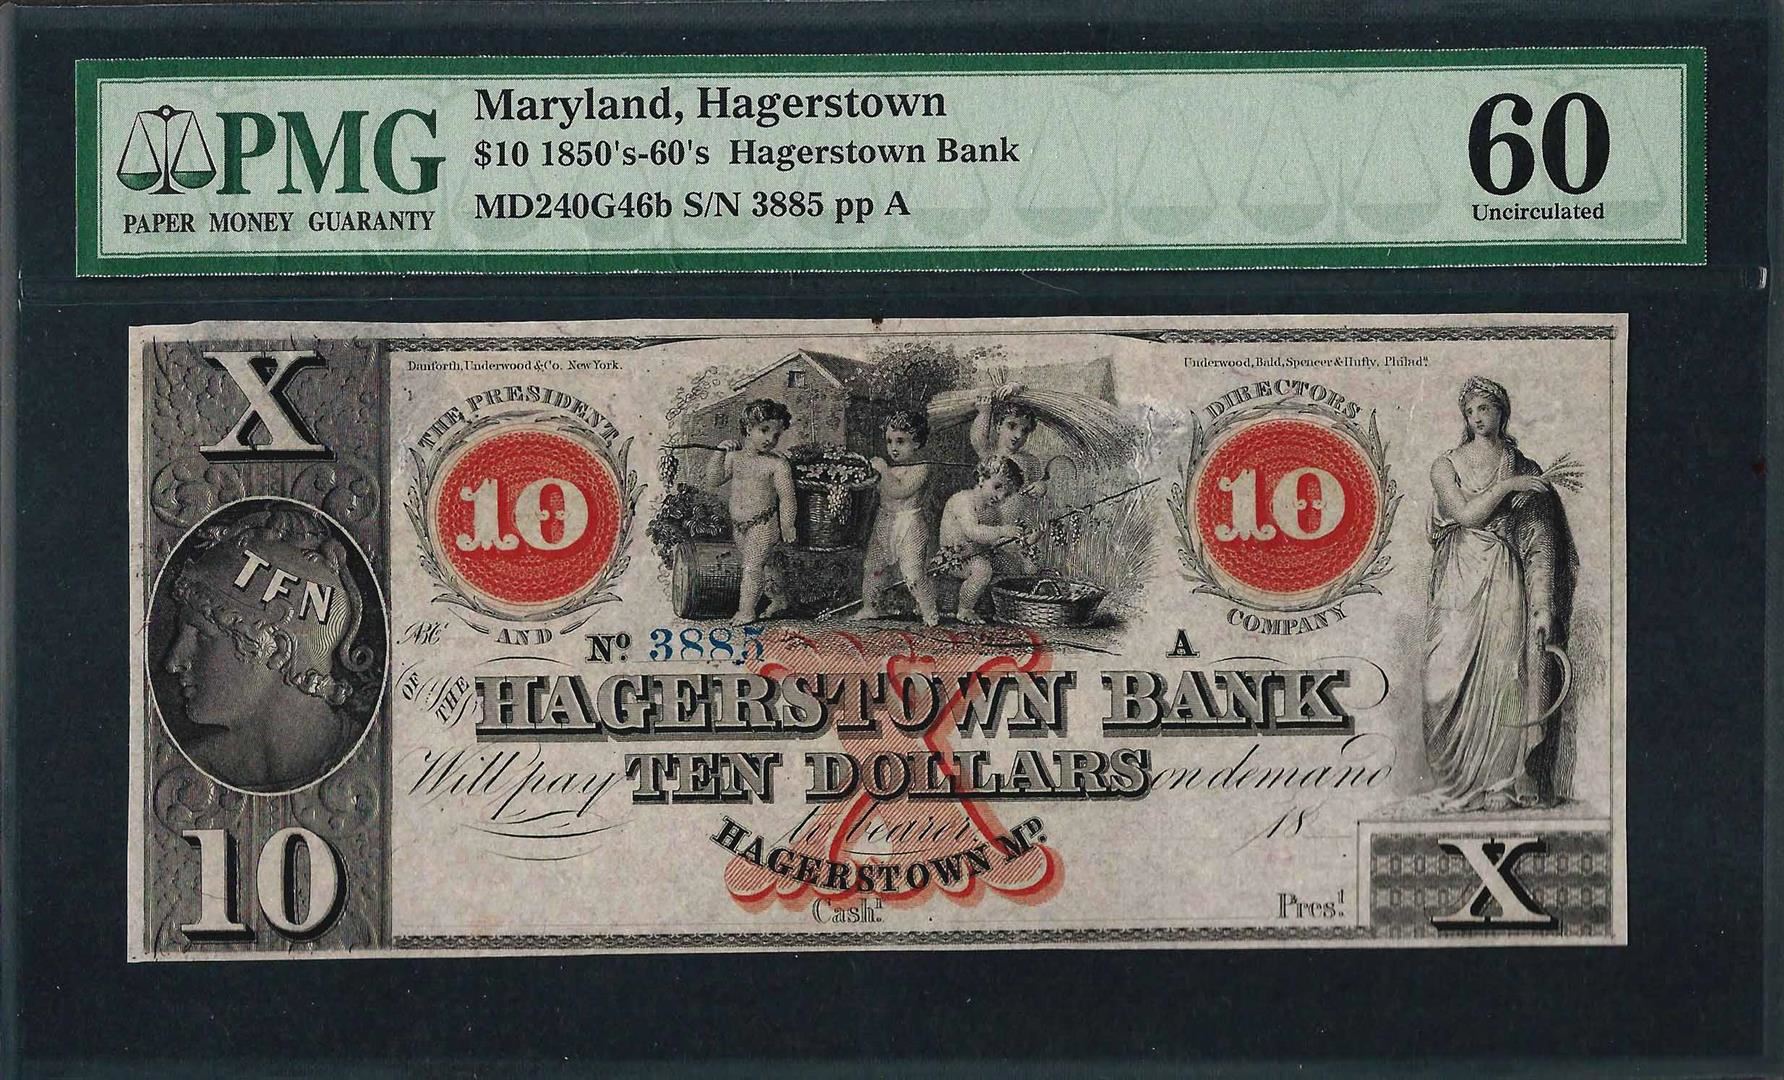 PMG
PAPER MONEY GUARANTY
Maryland, Hagerstown
$10 1850's-60's Hagerstown Bank
MD240G46b S/N 3885 pp A
60
Uncirculated
X
Danforth, Underwood & Co. New York.
Underwood, Bald, Spencer & Hufty, Philad.ª
THE PRESIDENT
10
AND
DIRECTORS
10
COMPANY
TEN
Nº 3885
A
OF THE
HAGERSTOWN BANK
Will pay TEN DOLLARS on demand
to bearer.
18
HAGERSTOWN MD.
Cash.r
Pres.t
10
X